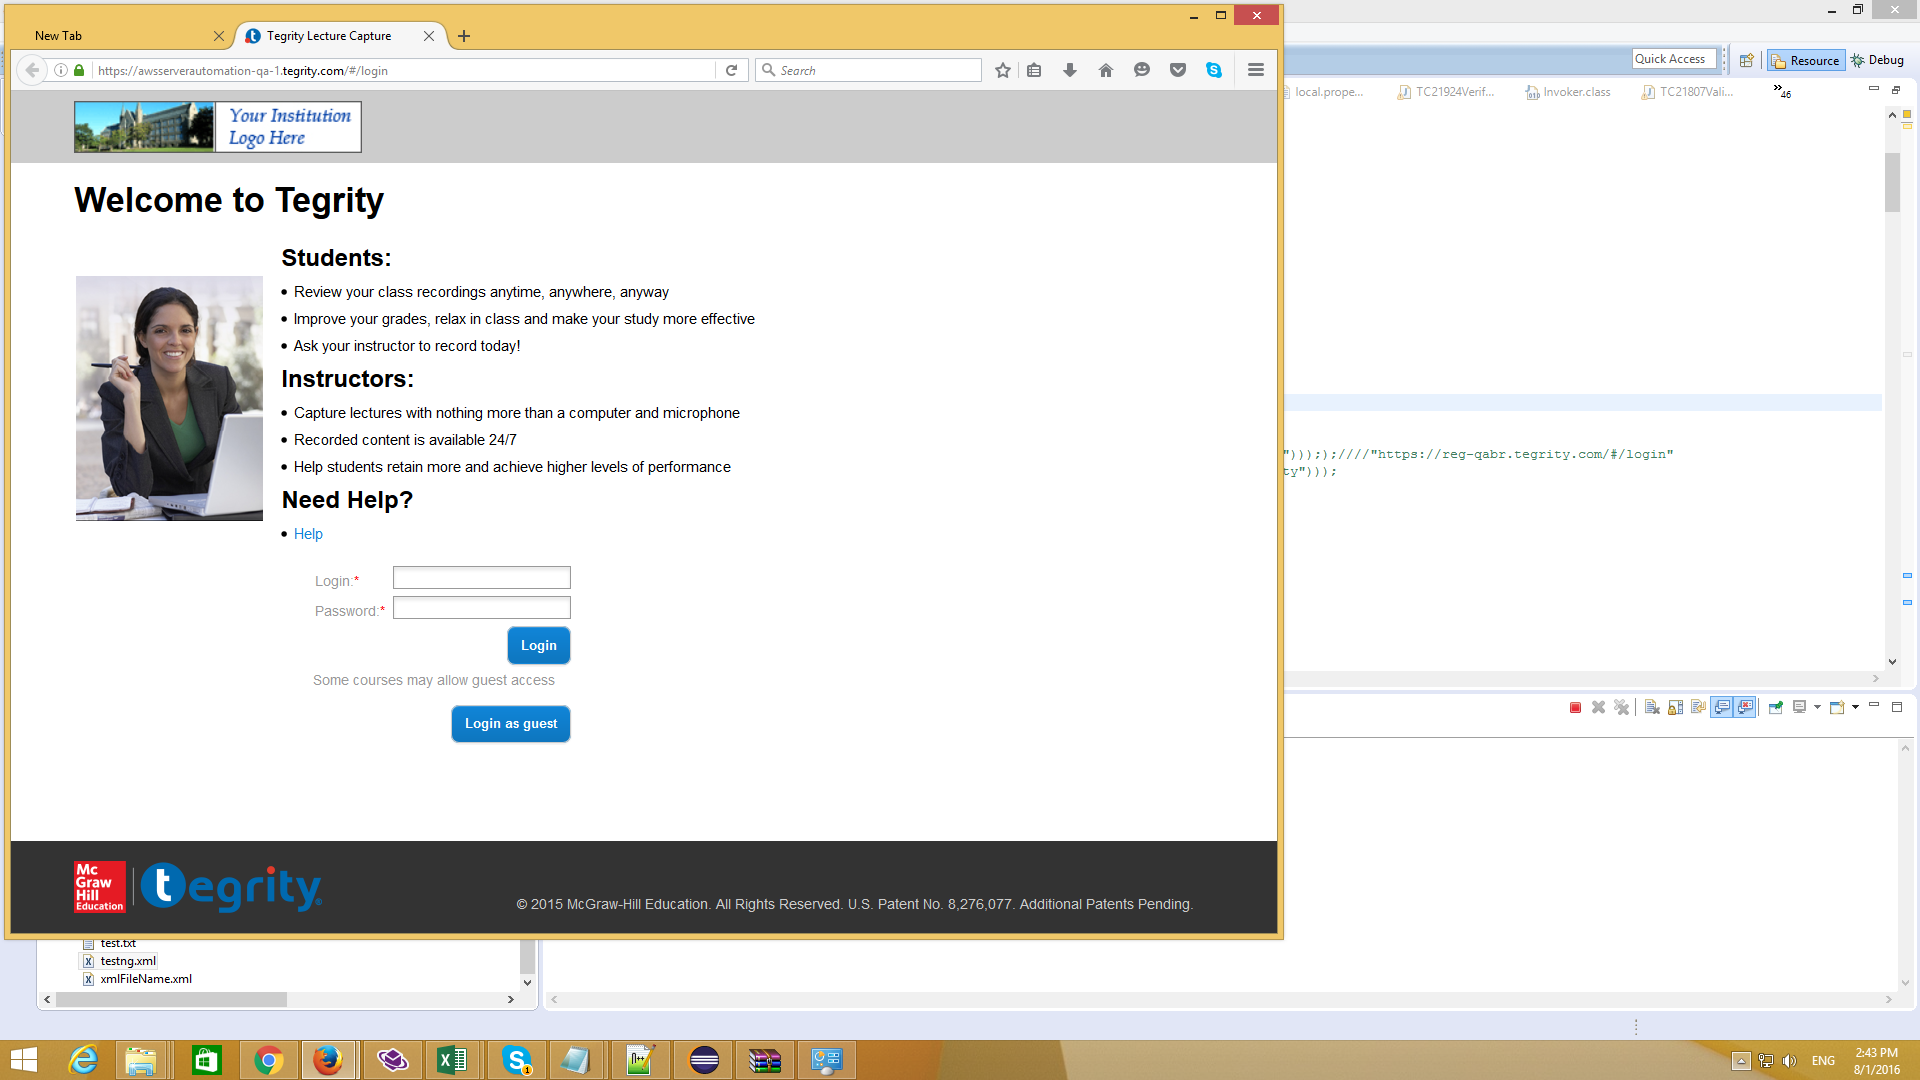 New Tab
Tegrity Lecture Capture
https://awsserverautomation-qa-1.tegrity.com/#/login
Search
Quick Access
Resource
Debug
local.prope...
TC21924Verif...
Invoker.class
TC21807Vali...
46
Your Institution
Logo Here
Welcome to Tegrity
Students:
Review your class recordings anytime, anywhere, anyway
Improve your grades, relax in class and make your study more effective
Ask your instructor to record today!
Instructors:
Capture lectures with nothing more than a computer and microphone
Recorded content is available 24/7
Help students retain more and achieve higher levels of performance
"))););////"https://reg-qabr.tegrity.com/#/login"
ty")));
Need Help?
Help
Login:*
Password:*
Login
Some courses may allow guest access
Login as guest
Mc
Graw
Hill
Education
tegrity
© 2015 McGraw-Hill Education. All Rights Reserved. U.S. Patent No. 8,276,077. Additional Patents Pending.
test.txt
testng.xml
xmlFileName.xml
ENG
2:43 PM
8/1/2016